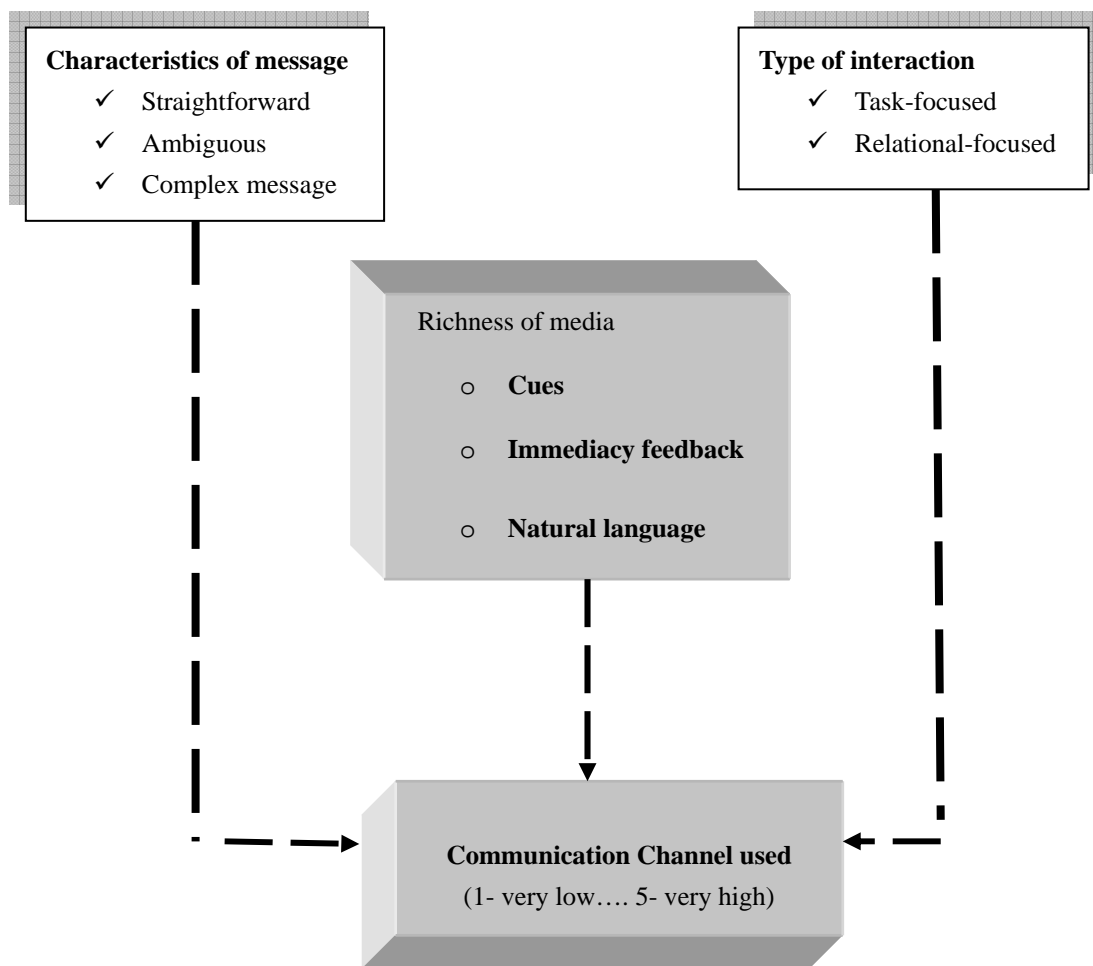 Characteristics of message
✓ Straightforward
✓ Ambiguous
✓ Complex message
Type of interaction
✓ Task-focused
✓ Relational-focused
Richness of media
o Cues
o Immediacy feedback
o Natural language
Communication Channel used
(1- very low…. 5- very high)